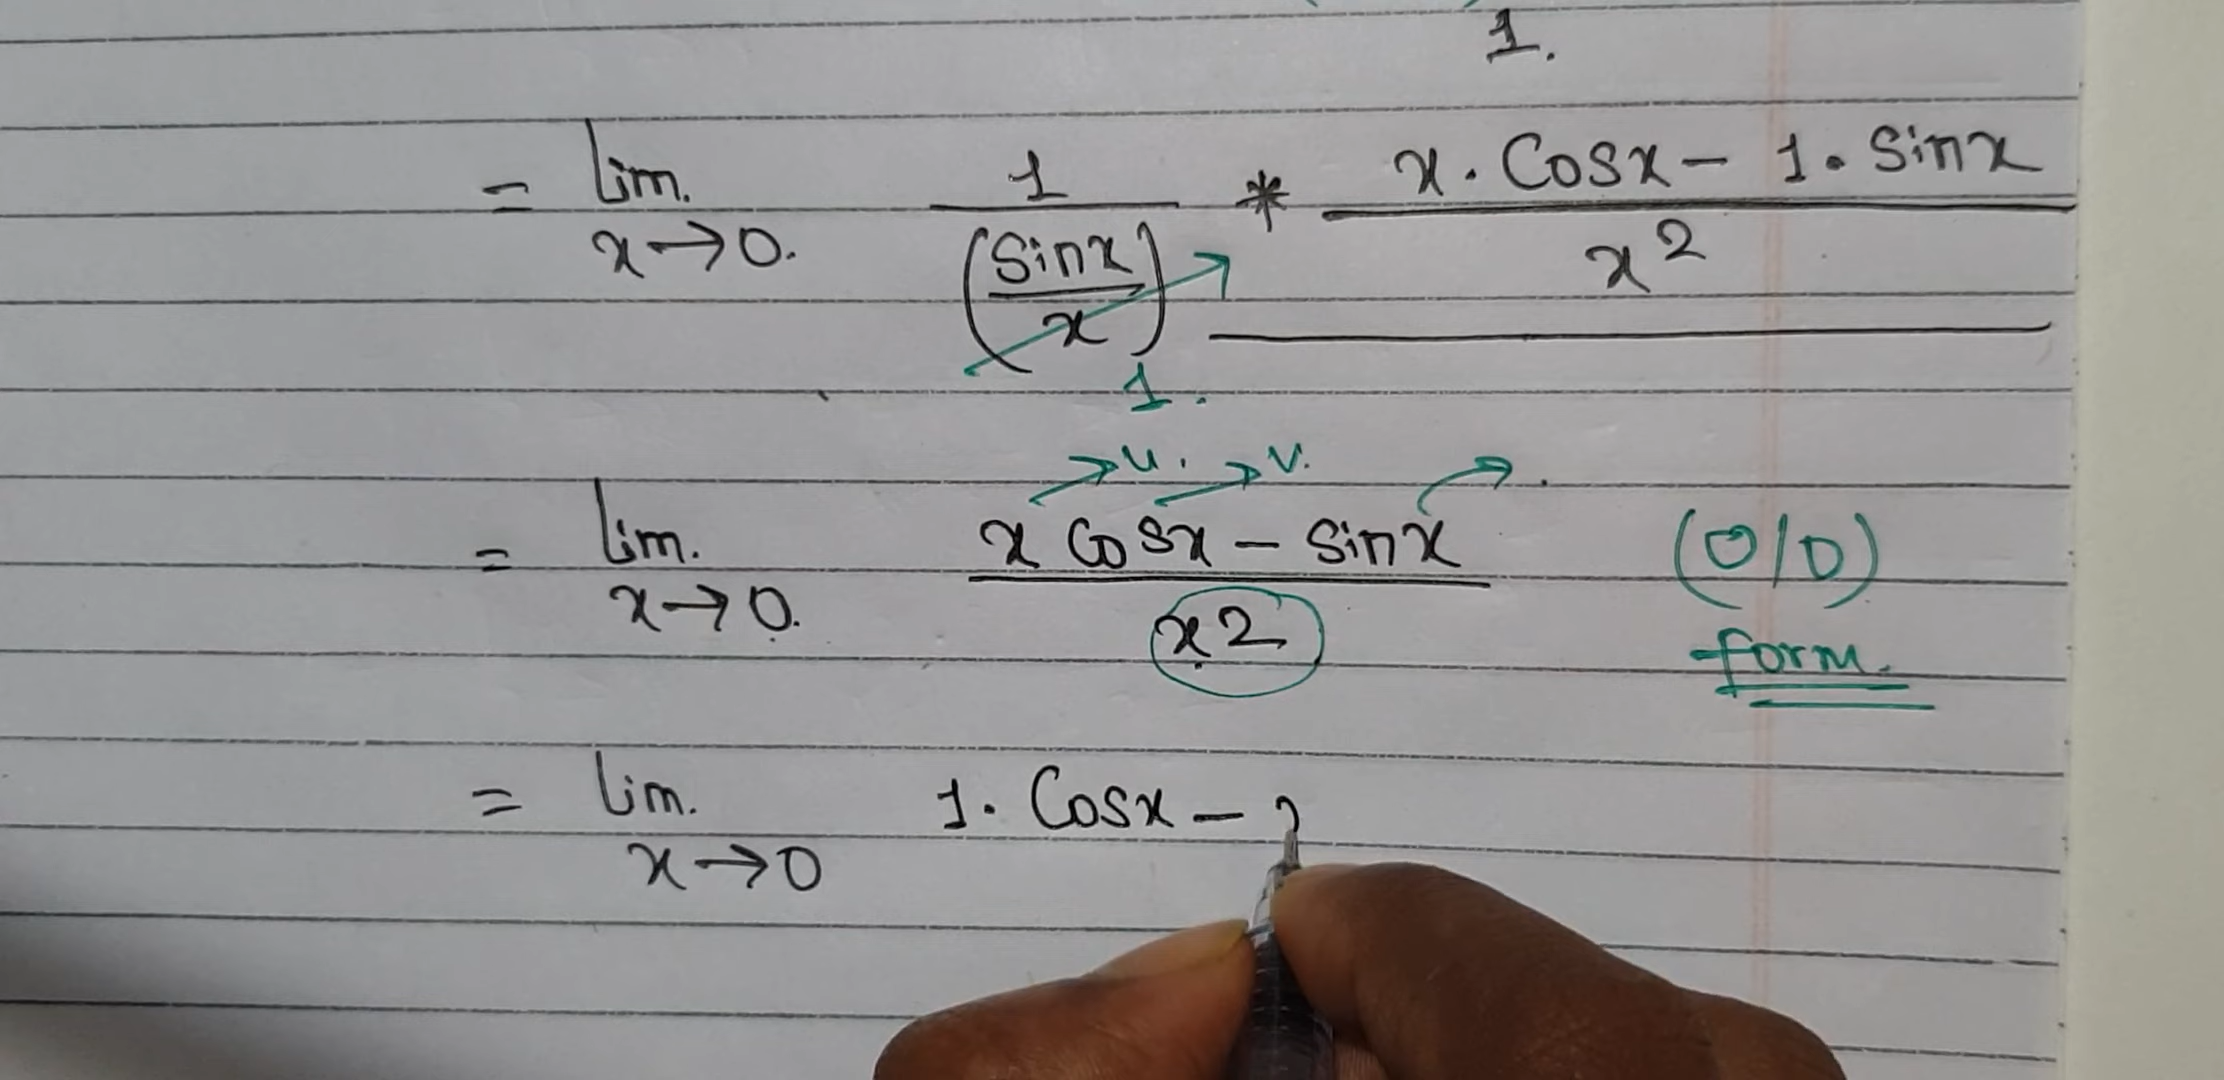 1.
= lim. 1 * x. Cosx - 1. Sinx
x→0. (Sinx/x) x2
1.
u. v.
= lim. x Cosx - Sinx (0/0)
x→0. x2 form.
= lim. 1. Cosx -
x→0